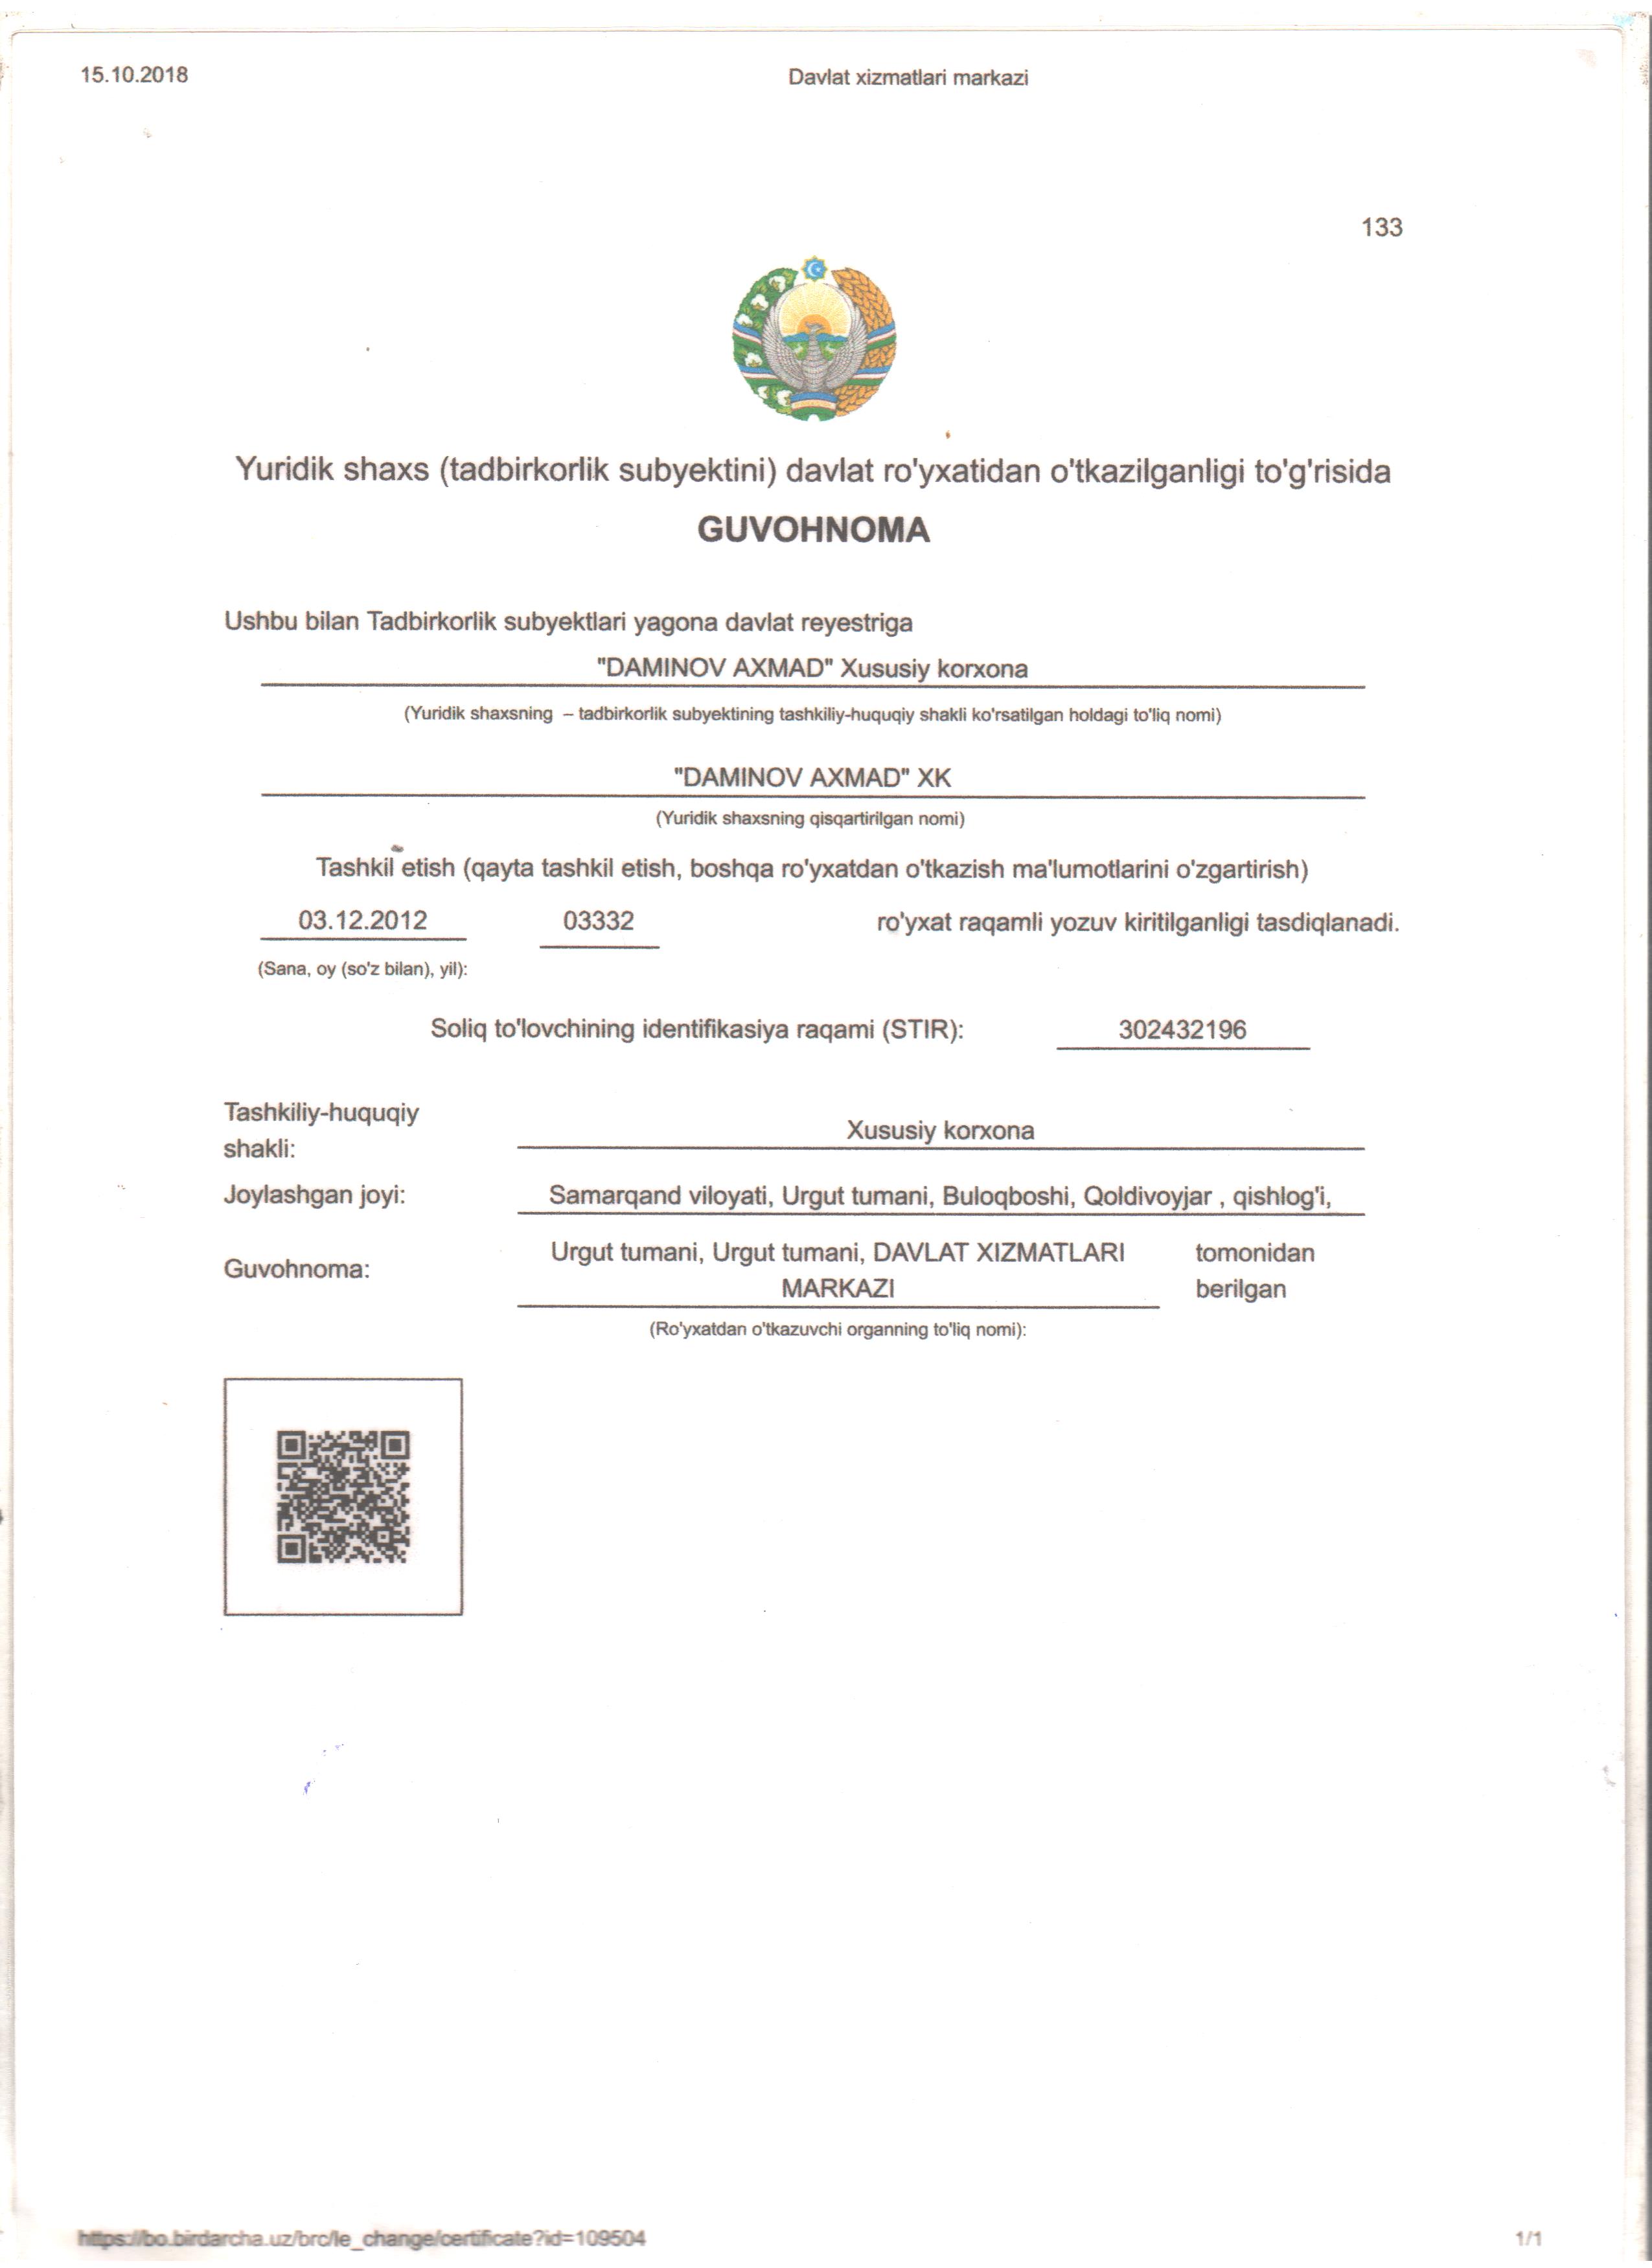 15.10.2018 Davlat xizmatlari markazi
133
Yuridik shaxs (tadbirkorlik subyektini) davlat ro'yxatidan o'tkazilganligi to'g'risida
GUVOHNOMA
Ushbu bilan Tadbirkorlik subyektlari yagona davlat reyestriga
"DAMINOV AXMAD" Xususiy korxona
(Yuridik shaxsning – tadbirkorlik subyektining tashkiliy-huquqiy shakli ko'rsatilgan holdagi to'liq nomi)
"DAMINOV AXMAD" XK
(Yuridik shaxsning qisqartirilgan nomi)
Tashkil etish (qayta tashkil etish, boshqa ro'yxatdan o'tkazish ma'lumotlarini o'zgartirish)
03.12.2012 03332 ro'yxat raqamli yozuv kiritilganligi tasdiqlanadi.
(Sana, oy (so'z bilan), yil):
Soliq to'lovchining identifikasiya raqami (STIR): 302432196
Tashkiliy-huquqiy
shakli: Xususiy korxona
Joylashgan joyi: Samarqand viloyati, Urgut tumani, Buloqboshi, Qoldivoyjar , qishlog'i,
Guvohnoma: Urgut tumani, Urgut tumani, DAVLAT XIZMATLARI tomonidan
MARKAZI berilgan
(Ro'yxatdan o'tkazuvchi organning to'liq nomi):
https://bo.birdarcha.uz/brc/le_change/certificate?id=109504 1/1